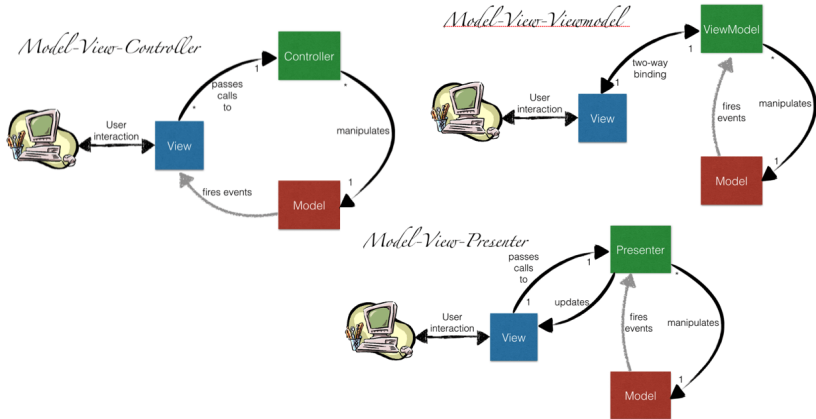 Model-View-Controller
Controller
1
passes
calls
to
*
*
User
interaction
View
manipulates
fires events
1
Model
Model-View-Viewmodel
ViewModel
1
*
two-way
binding
1
User
interaction
View
fires
events
manipulates
1
Model
Model-View-Presenter
passes
calls
to
1
Presenter
*
1
updates
User
interaction
View
fires
events
manipulates
1
Model